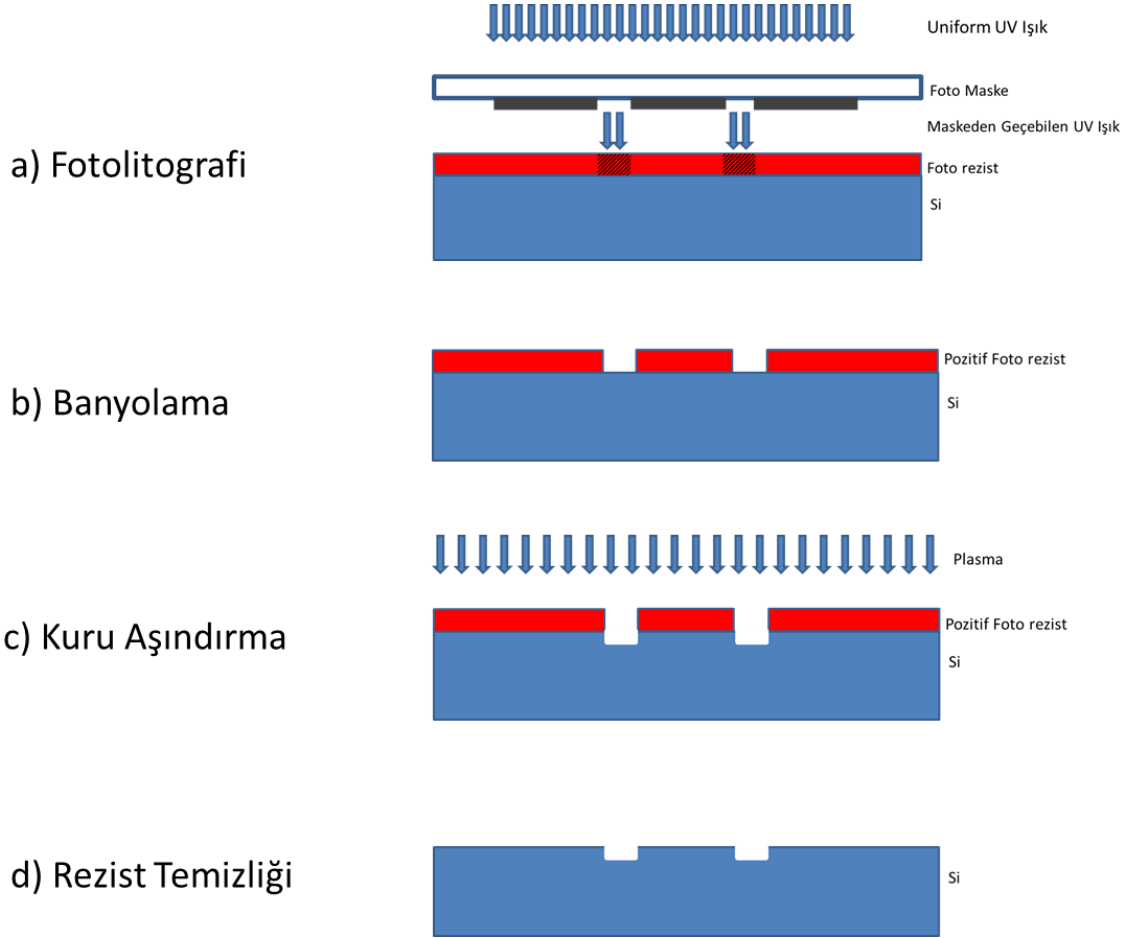 Uniform UV Işık
Foto Maske
Maskeden Geçebilen UV Işık
a) Fotolitografi
Foto rezist
Si
Pozitif Foto rezist
b) Banyolama
Si
Plasma
Pozitif Foto rezist
c) Kuru Aşındırma
Si
d) Rezist Temizliği
Si